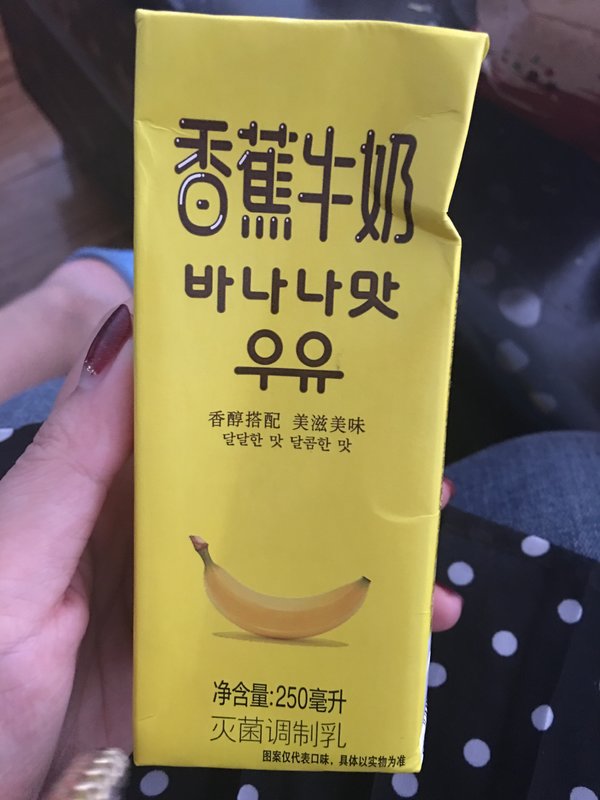 香蕉牛奶
바나나맛
우유
香醇搭配 美滋美味
달달한 맛 달콤한 맛
净含量:250毫升
灭菌调制乳
图案仅代表口味，具体以实物为准